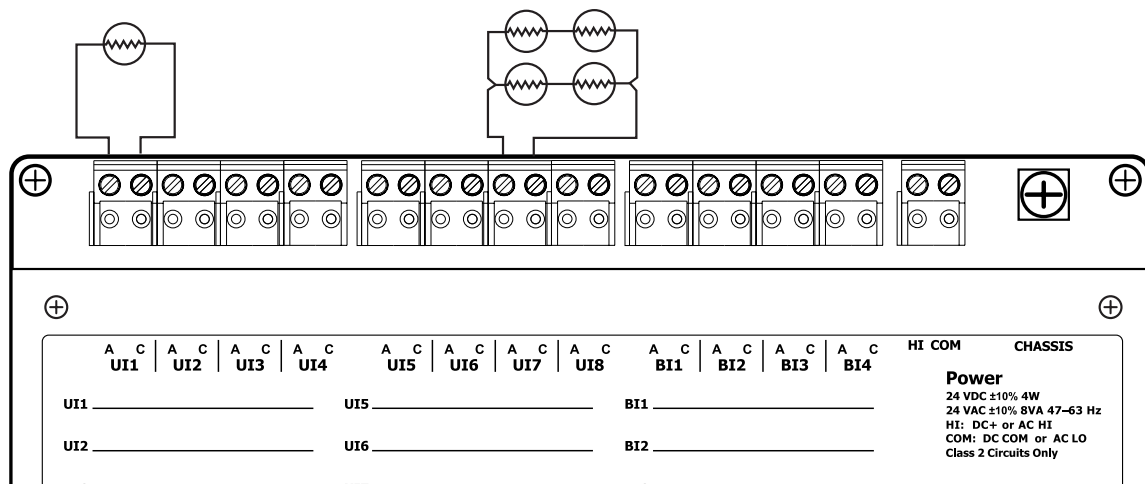 A C A C A C A C A C A C A C A C A C A C A C A C HI COM CHASSIS
UI1 UI2 UI3 UI4 UI5 UI6 UI7 UI8 BI1 BI2 BI3 BI4
Power
24 VDC ±10% 4W
24 VAC ±10% 8VA 47–63 Hz
HI: DC+ or AC HI
COM: DC COM or AC LO
Class 2 Circuits Only
UI1 UI5 BI1
UI2 UI6 BI2